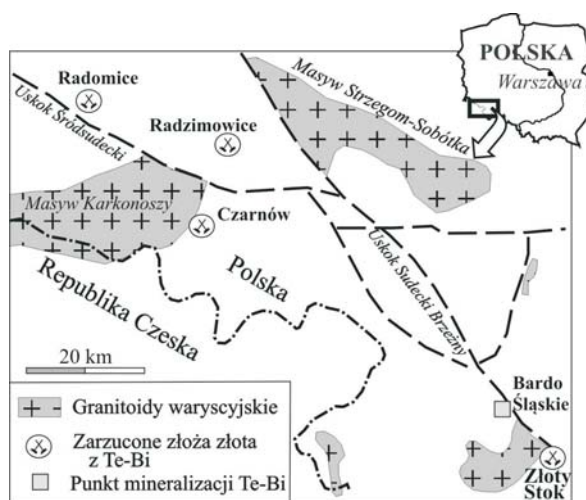 POLSKA
Warszawa
Radomice
Uskok Śródsudecki
Radzimowice
Masyw Strzegom-Sobótka
Masyw Karkonoszy
Czarnów
Polska
Republika Czeska
Uskok Sudecki Brzeżny
20 km
Bardo
Śląskie
Złoty
Stok
Granitoidy waryscyjskie
Zarzucone złoża złota
z Te-Bi
Punkt mineralizacji Te-Bi